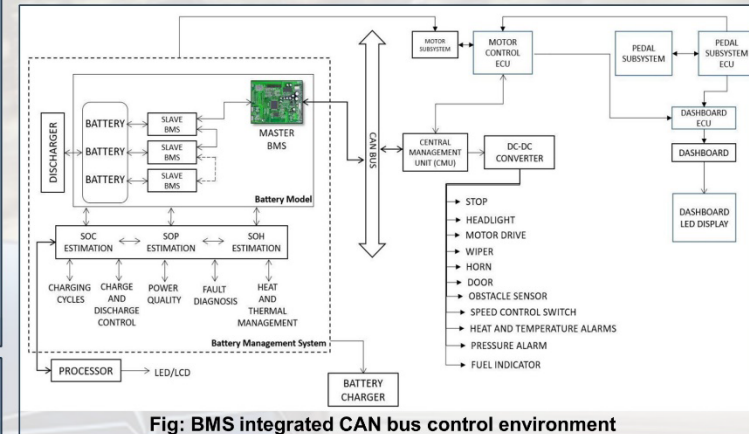 MOTOR
SUBSYSTEM
MOTOR
CONTROL
ECU
PEDAL
SUBSYSTEM
PEDAL
SUBSYSTEM
ECU
DASHBOARD
ECU
DASHBOARD
DASHBOARD
LED DISPLAY
DISCHARGER
BATTERY
BATTERY
BATTERY
SLAVE
BMS
SLAVE
BMS
SLAVE
BMS
MASTER
BMS
Battery Model
CAN BUS
CENTRAL
MANAGEMENT
UNIT (CMU)
DC-DC
CONVERTER
STOP
HEADLIGHT
MOTOR DRIVE
WIPER
HORN
DOOR
OBSTACLE SENSOR
SPEED CONTROL SWITCH
HEAT AND TEMPERATURE ALARMS
PRESSURE ALARM
FUEL INDICATOR
SOC
ESTIMATION
SOP
ESTIMATION
SOH
ESTIMATION
CHARGING
CYCLES
CHARGE
AND
DISCHARGE
CONTROL
POWER
QUALITY
FAULT
DIAGNOSIS
HEAT
AND
THERMAL
MANAGEMENT
Battery Management System
PROCESSOR
LED/LCD
BATTERY
CHARGER
Fig: BMS integrated CAN bus control environment